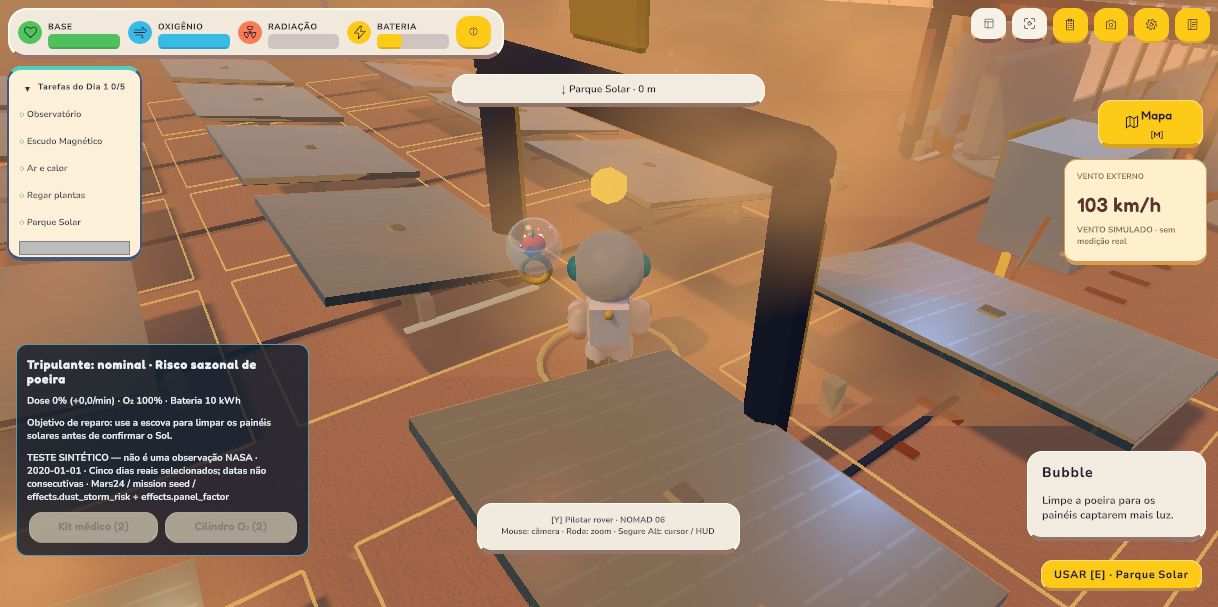 BASE
OXIGÊNIO
RADIAÇÃO
BATERIA
▼ Tarefas do Dia 1 0/5
○ Observatório
○ Escudo Magnético
○ Ar e calor
○ Regar plantas
○ Parque Solar
↓ Parque Solar · 0 m
Mapa
[M]
VENTO EXTERNO
103 km/h
VENTO SIMULADO · sem
medição real
Tripulante: nominal · Risco sazonal de
poeira
Dose 0% (+0,0/min) · O₂ 100% · Bateria 10 kWh
Objetivo de reparo: use a escova para limpar os painéis
solares antes de confirmar o Sol.
TESTE SINTÉTICO — não é uma observação NASA ·
2020-01-01 · Cinco dias reais selecionados; datas não
consecutivas · Mars24 / mission seed /
effects.dust_storm_risk + effects.panel_factor
Kit médico (2)
Cilindro O₂ (2)
[Y] Pilotar rover · NOMAD 06
Mouse: câmera · Roda: zoom · Segure Alt: cursor / HUD
Bubble
Limpe a poeira para os
painéis captarem mais luz.
USAR [E] · Parque Solar